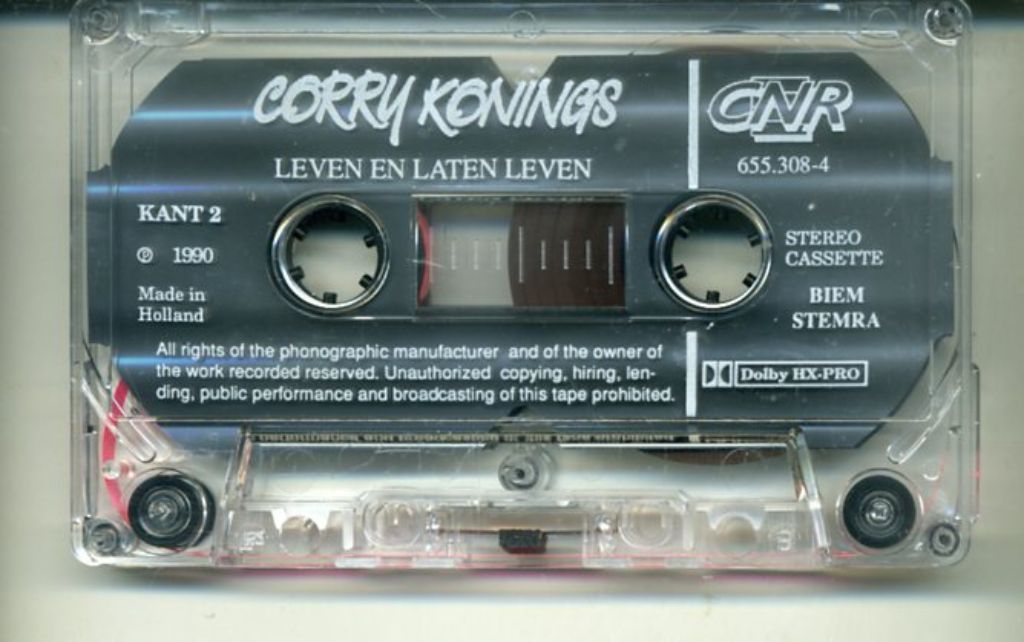 CORRY KONINGS
CNR
LEVEN EN LATEN LEVEN
655.308-4
KANT 2
℗ 1990
Made in
Holland
STEREO
CASSETTE
BIEM
STEMRA
All rights of the phonographic manufacturer and of the owner of
the work recorded reserved. Unauthorized copying, hiring, len-
ding, public performance and broadcasting of this tape prohibited.
Dolby HX-PRO